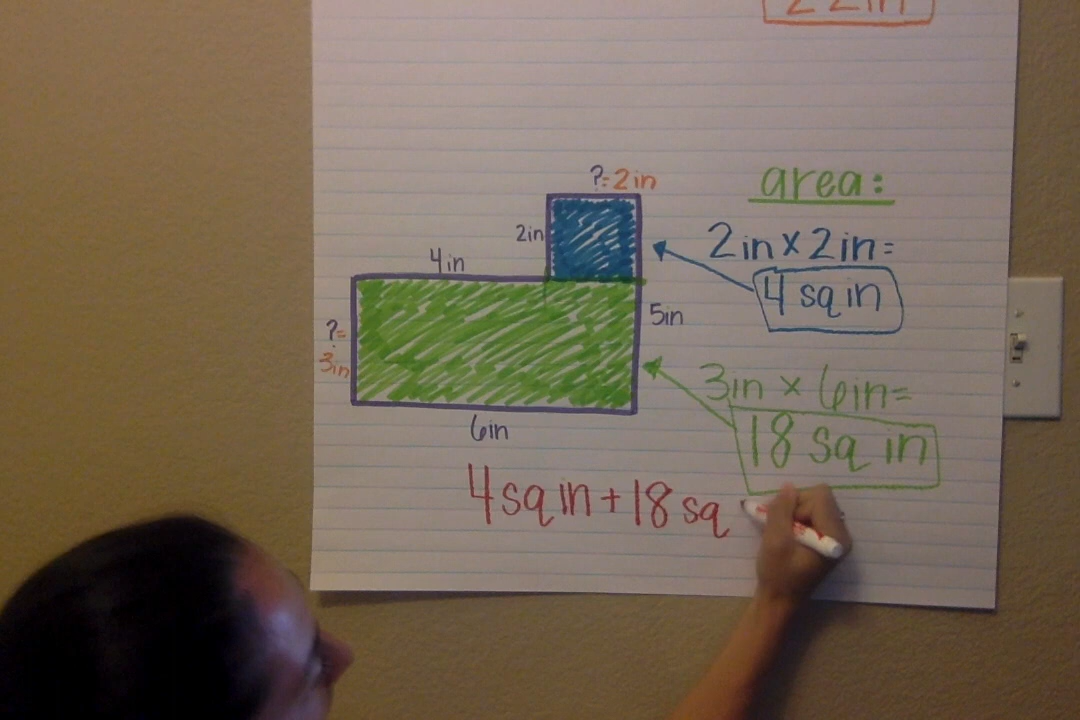 22in
?=2in
area:
2in
2in x 2in=
4in
4 sq in
5in
?=
3in
3in x 6in=
6in
18 sq in
4 sq in + 18 sq